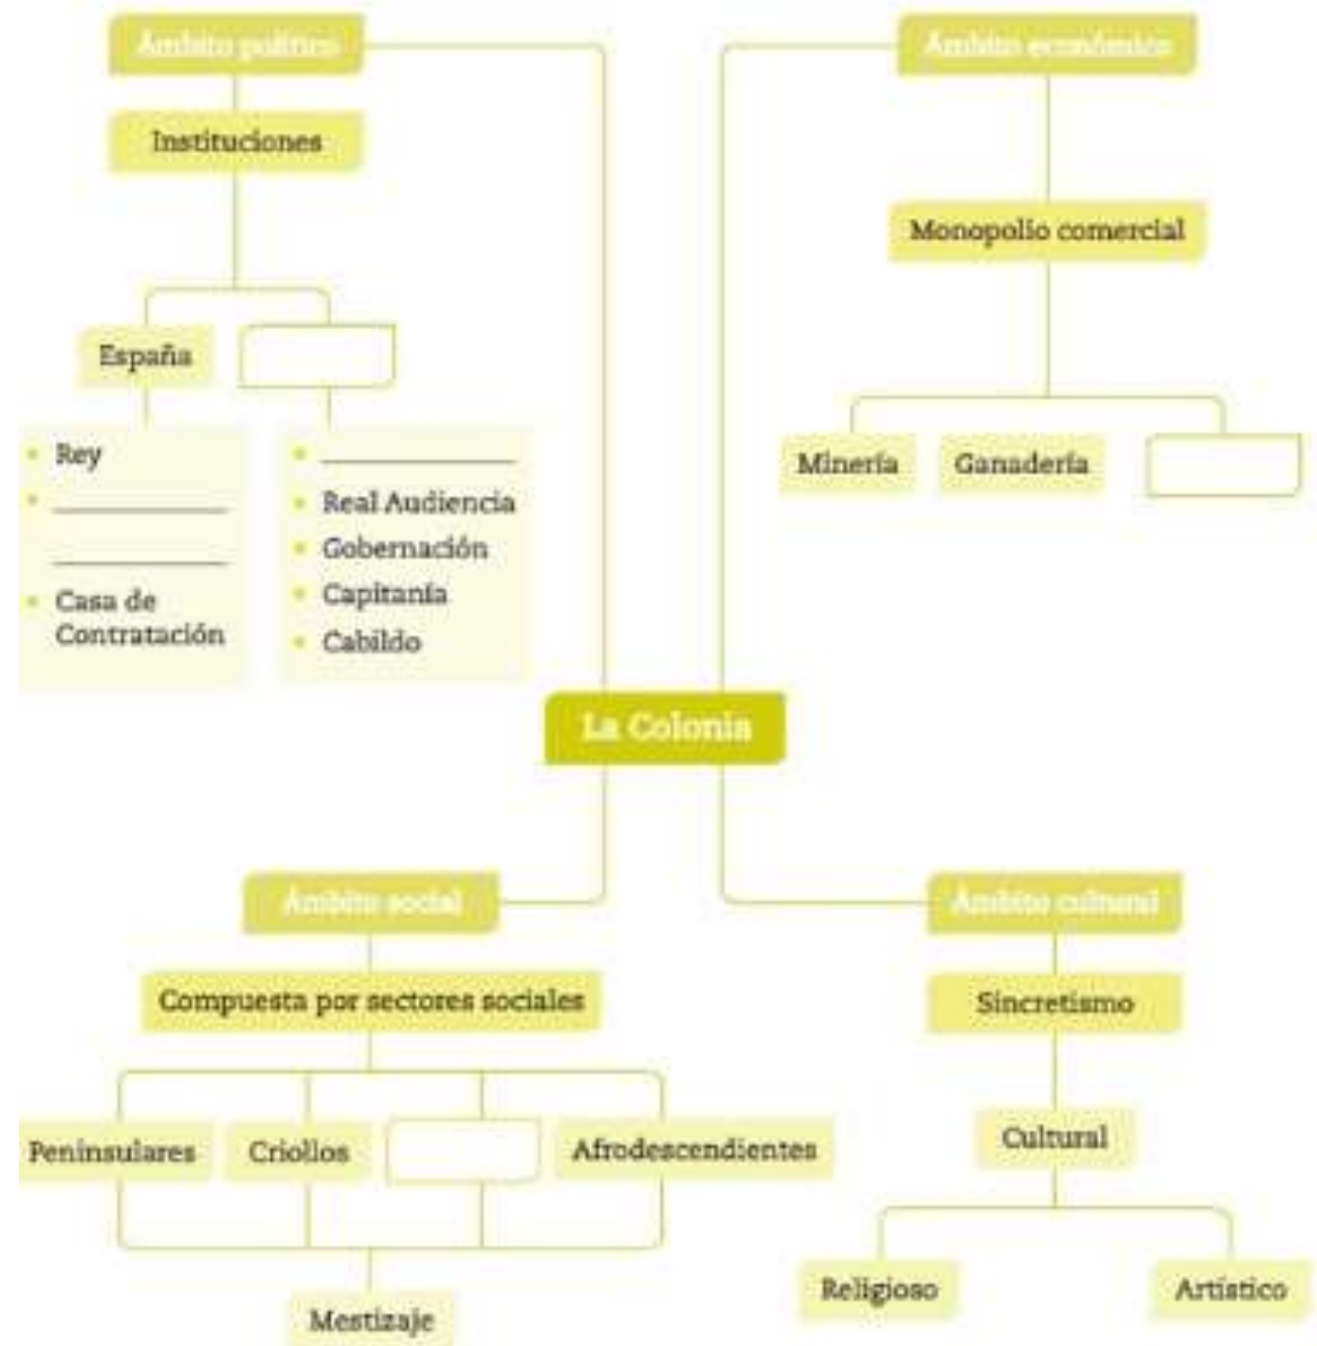 Ámbito político
Instituciones
España
Rey
Casa de
Contratación
Real Audiencia
Gobernación
Capitanía
Cabildo
Ámbito económico
Monopolio comercial
Minería
Ganadería
La Colonia
Ámbito social
Compuesta por sectores sociales
Peninsulares
Criollos
Afrodescendientes
Mestizaje
Ámbito cultural
Sincretismo
Cultural
Religioso
Artístico